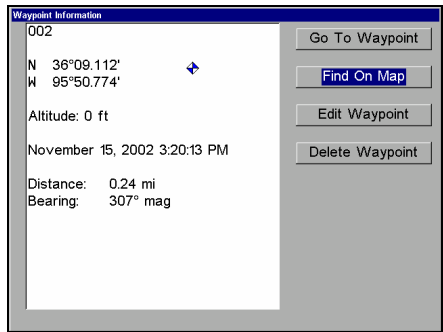 Waypoint Information
002
N 36°09.112'
W 95°50.774'
Altitude: 0 ft
November 15, 2002 3:20:13 PM
Distance: 0.24 mi
Bearing: 307° mag
Go To Waypoint
Find On Map
Edit Waypoint
Delete Waypoint